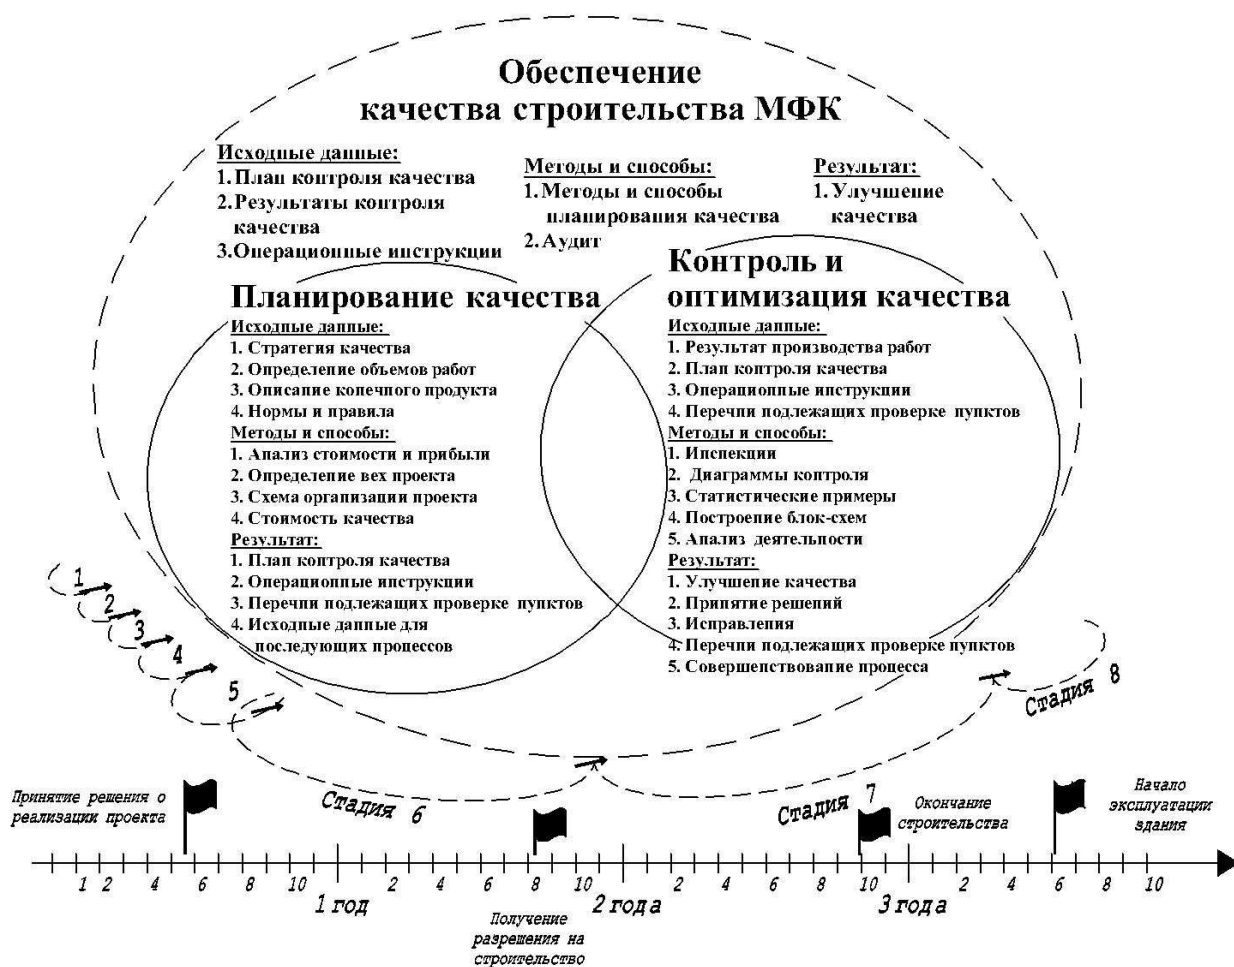 Обеспечение
качества строительства МФК
Исходные данные:
1. План контроля качества
2. Результаты контроля
качества
3. Операционные инструкции
Методы и способы:
1. Методы и способы
планирования качества
2. Аудит
Результат:
1. Улучшение
качества
Планирование качества
Исходные данные:
1. Стратегия качества
2. Определение объемов работ
3. Описание конечного продукта
4. Нормы и правила
Методы и способы:
1. Анализ стоимости и прибыли
2. Определение вех проекта
3. Схема организации проекта
4. Стоимость качества
Результат:
1. План контроля качества
2. Операционные инструкции
3. Перечни подлежащих проверке пунктов
4. Исходные данные для
последующих процессов
Контроль и
оптимизация качества
Исходные данные:
1. Результат производства работ
2. План контроля качества
3. Операционные инструкции
4. Перечни подлежащих проверке пунктов
Методы и способы:
1. Инспекции
2. Диаграммы контроля
3. Статистические примеры
4. Построение блок-схем
5. Анализ деятельности
Результат:
1. Улучшение качества
2. Принятие решений
3. Исправления
4. Перечни подлежащих проверке пунктов
5. Совершенствование процесса
1
2
3
4
5
Стадия 6
Стадия 7
Стадия 8
Принятие решения о
реализации проекта
Окончание
строительства
Начало
эксплуатации
здания
1 2 4 6 8 10 2 4 6 8 10 2 4 6 8 10 2 4 6 8 10
1 год 2 года 3 года
Получение
разрешения на
строительство